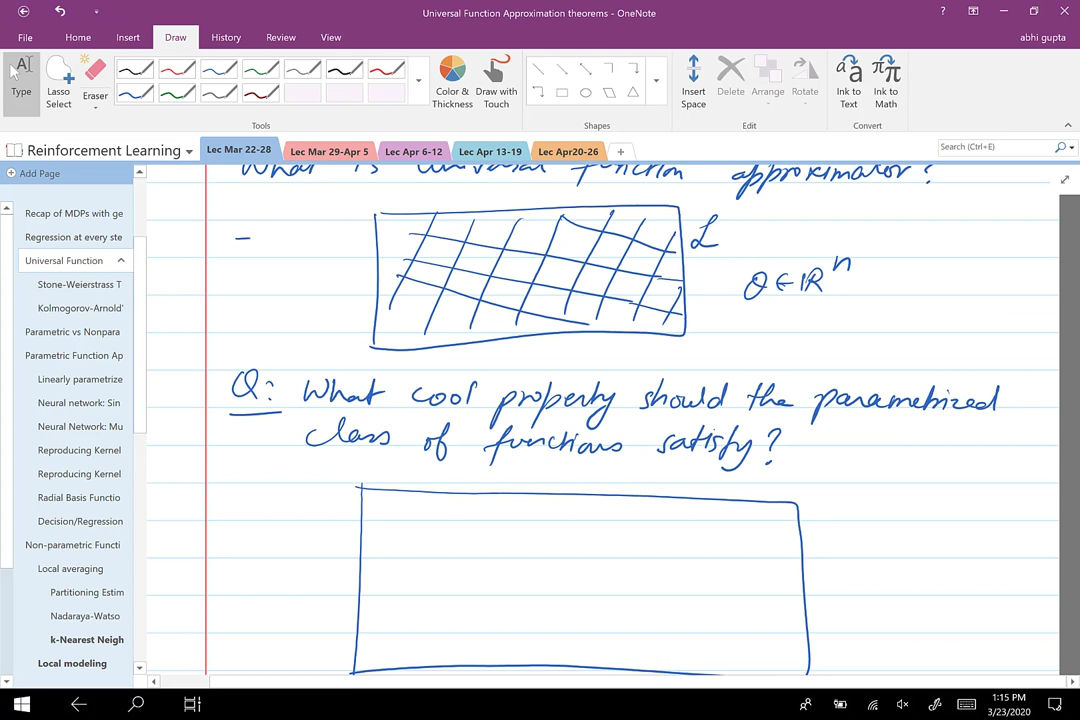 Universal Function Approximation theorems - OneNote
File Home Insert Draw History Review View
abhi gupta
Type
Lasso Select
Eraser
Color & Thickness
Draw with Touch
Insert Space
Delete
Arrange
Rotate
Ink to Text
Ink to Math
Tools
Shapes
Edit
Convert
Reinforcement Learning
Lec Mar 22-28
Lec Mar 29-Apr 5
Lec Apr 6-12
Lec Apr 13-19
Lec Apr20-26
Search (Ctrl+E)
Add Page
Recap of MDPs with ge
Regression at every ste
Universal Function
Stone-Weierstrass T
Kolmogorov-Arnold'
Parametric vs Nonpara
Parametric Function Ap
Linearly parametrize
Neural network: Sin
Neural Network: Mu
Reproducing Kernel
Reproducing Kernel
Radial Basis Functio
Decision/Regression
Non-parametric Functi
Local averaging
Partitioning Estim
Nadaraya-Watso
k-Nearest Neigh
Local modeling
What is universal function approximator?
-
L
θ ∈ ℝⁿ
Q: What cool property should the parametrized
class of functions satisfy?
1:15 PM
3/23/2020